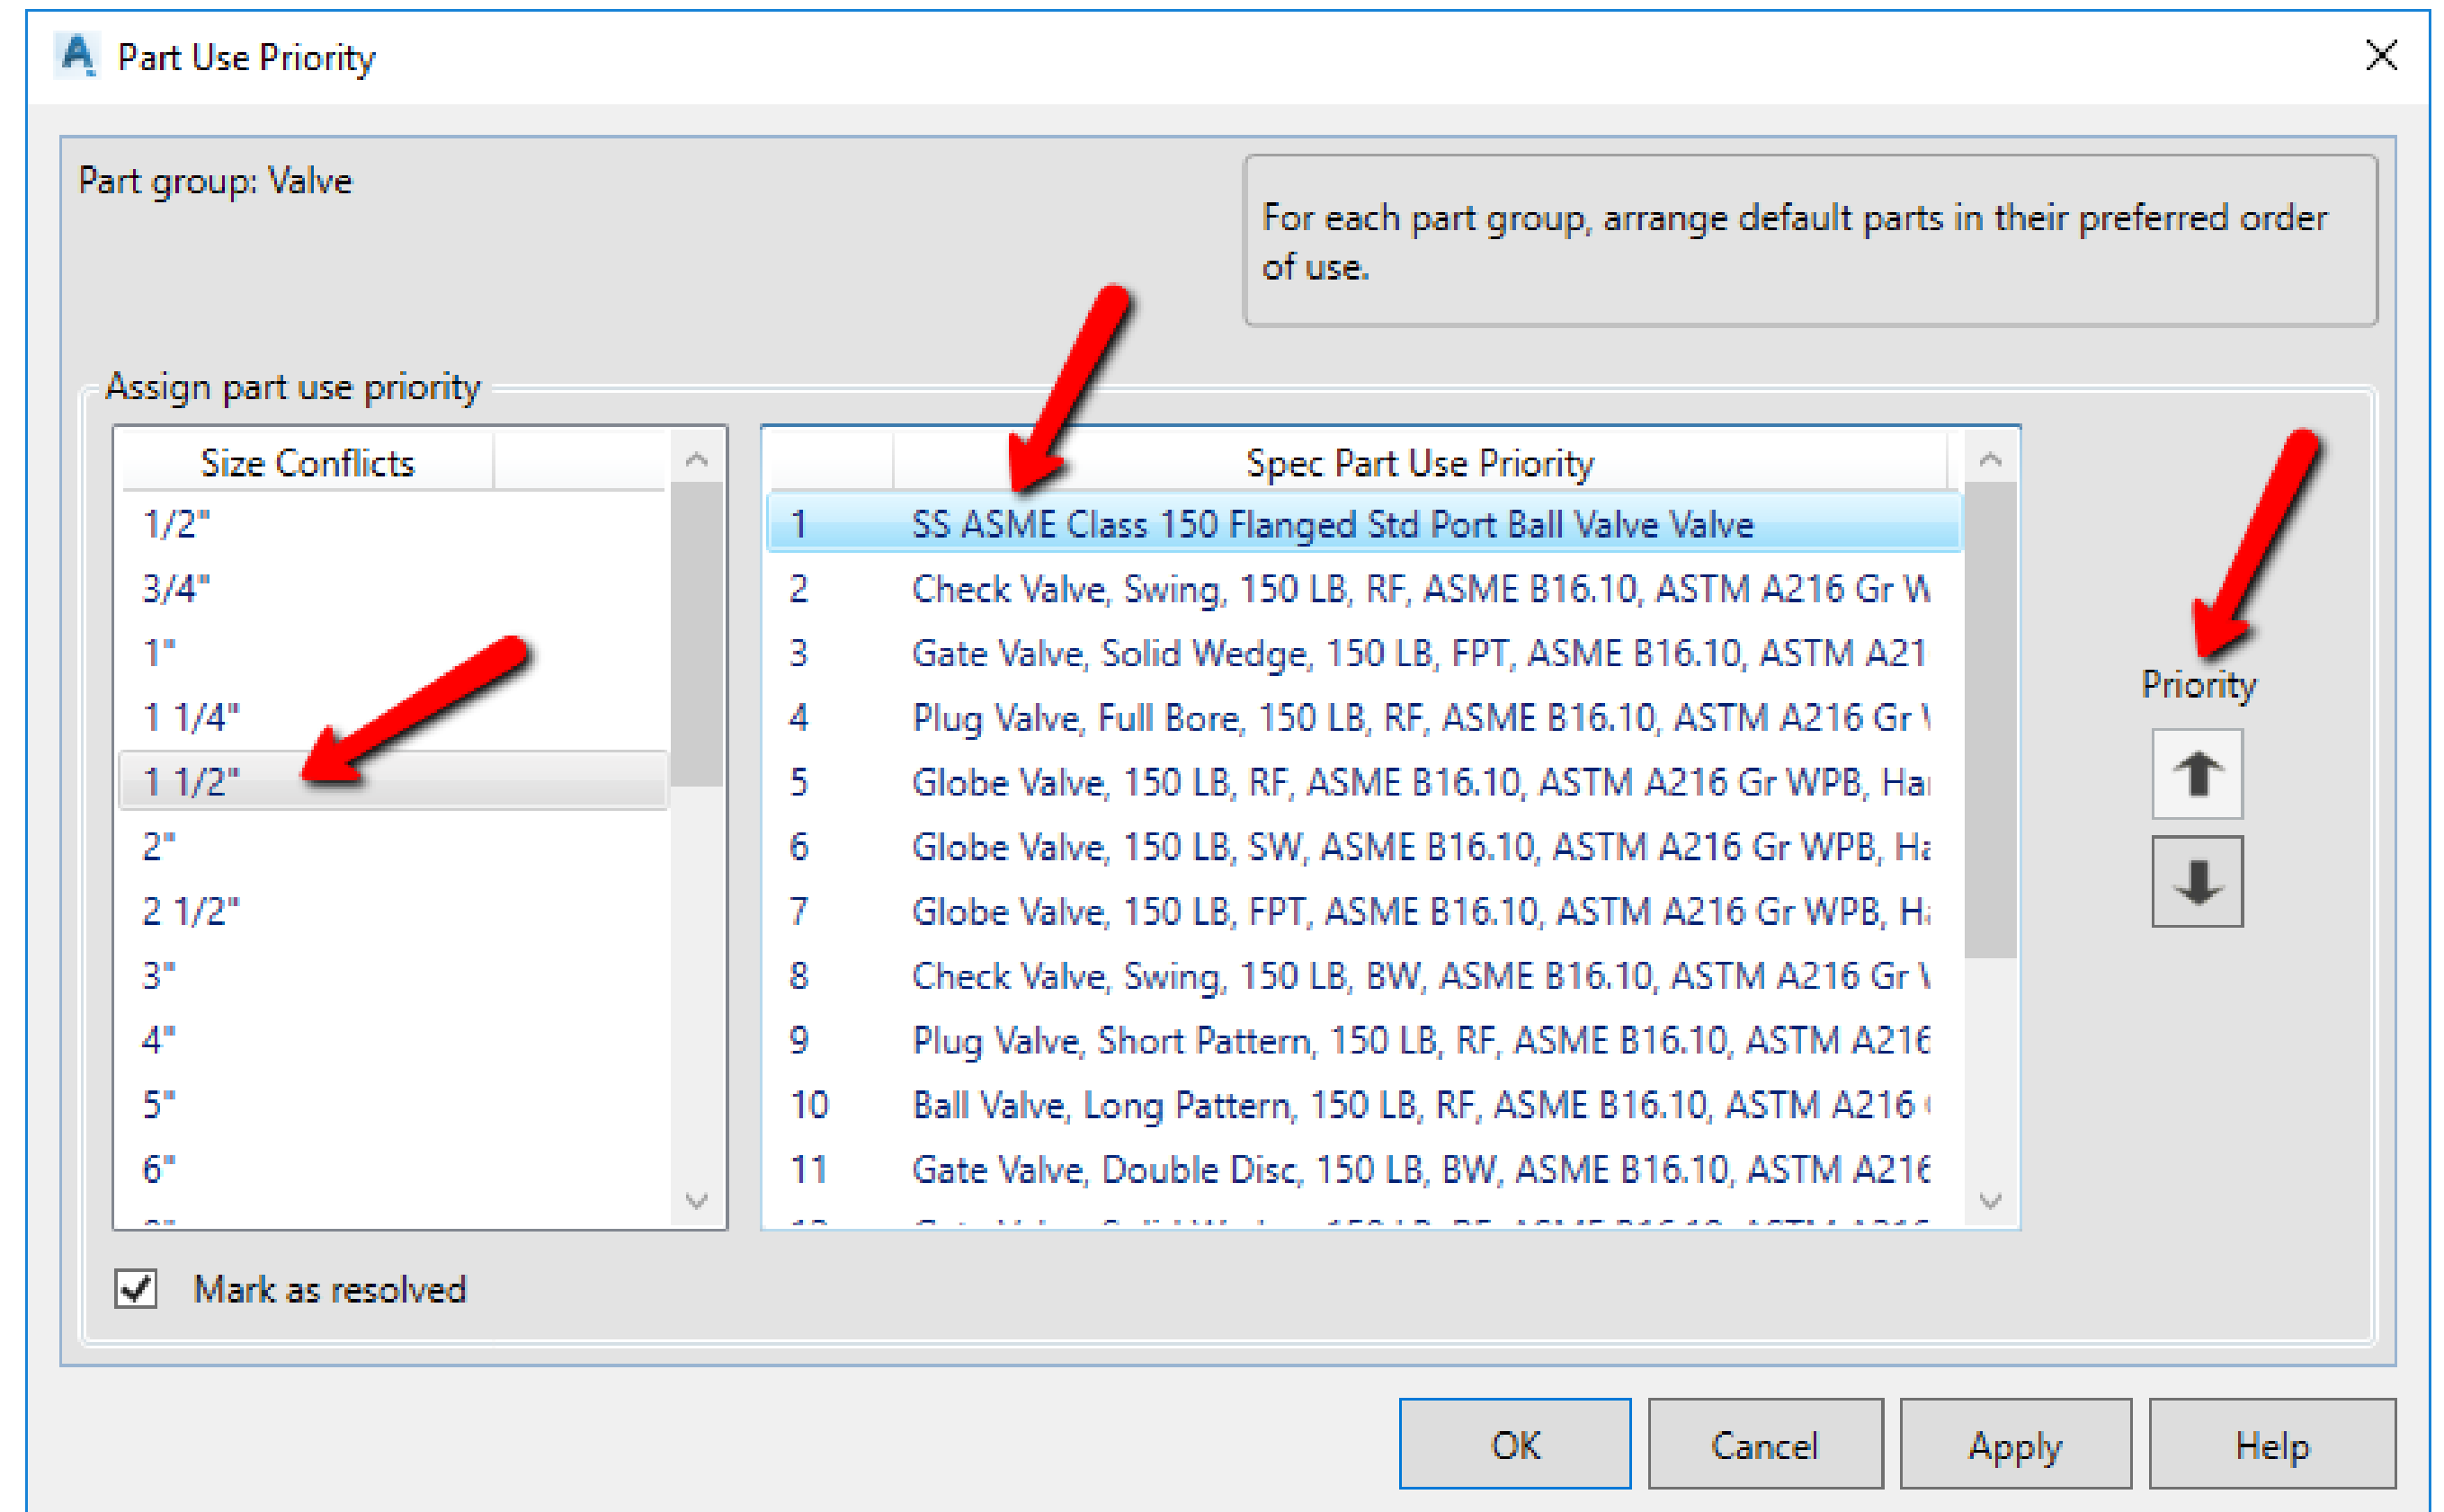 Part Use Priority
Part group: Valve
For each part group, arrange default parts in their preferred order
of use.
Assign part use priority
Size Conflicts
1/2"
3/4"
1"
1 1/4"
1 1/2"
2"
2 1/2"
3"
4"
5"
6"
Spec Part Use Priority
1 SS ASME Class 150 Flanged Std Port Ball Valve Valve
2 Check Valve, Swing, 150 LB, RF, ASME B16.10, ASTM A216 Gr
3 Gate Valve, Solid Wedge, 150 LB, FPT, ASME B16.10, ASTM A21
4 Plug Valve, Full Bore, 150 LB, RF, ASME B16.10, ASTM A216 Gr
5 Globe Valve, 150 LB, RF, ASME B16.10, ASTM A216 Gr WPB, Ha
6 Globe Valve, 150 LB, SW, ASME B16.10, ASTM A216 Gr WPB, Ha
7 Globe Valve, 150 LB, FPT, ASME B16.10, ASTM A216 Gr WPB, H
8 Check Valve, Swing, 150 LB, BW, ASME B16.10, ASTM A216 Gr
9 Plug Valve, Short Pattern, 150 LB, RF, ASME B16.10, ASTM A216
10 Ball Valve, Long Pattern, 150 LB, RF, ASME B16.10, ASTM A216
11 Gate Valve, Double Disc, 150 LB, BW, ASME B16.10, ASTM A216
Priority
Mark as resolved
OK
Cancel
Apply
Help